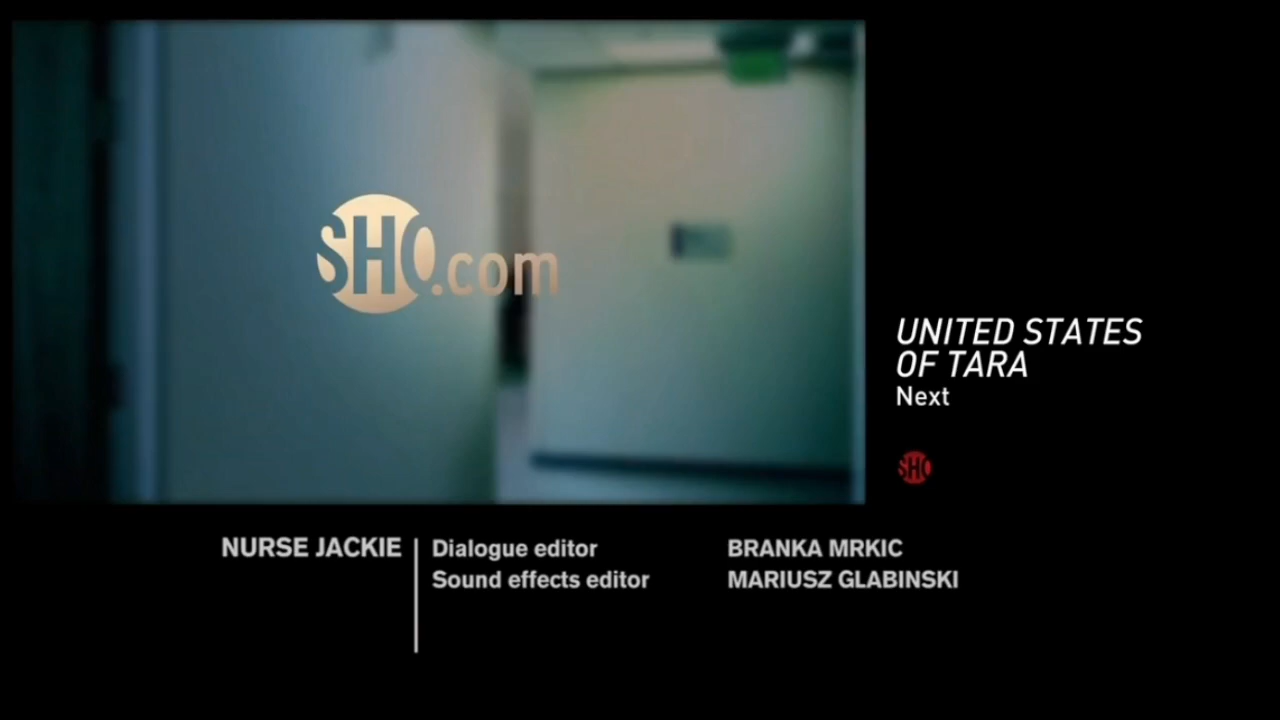 SHO.com
UNITED STATES
OF TARA
Next
SHO
NURSE JACKIE
Dialogue editor BRANKA MRKIC
Sound effects editor MARIUSZ GLABINSKI